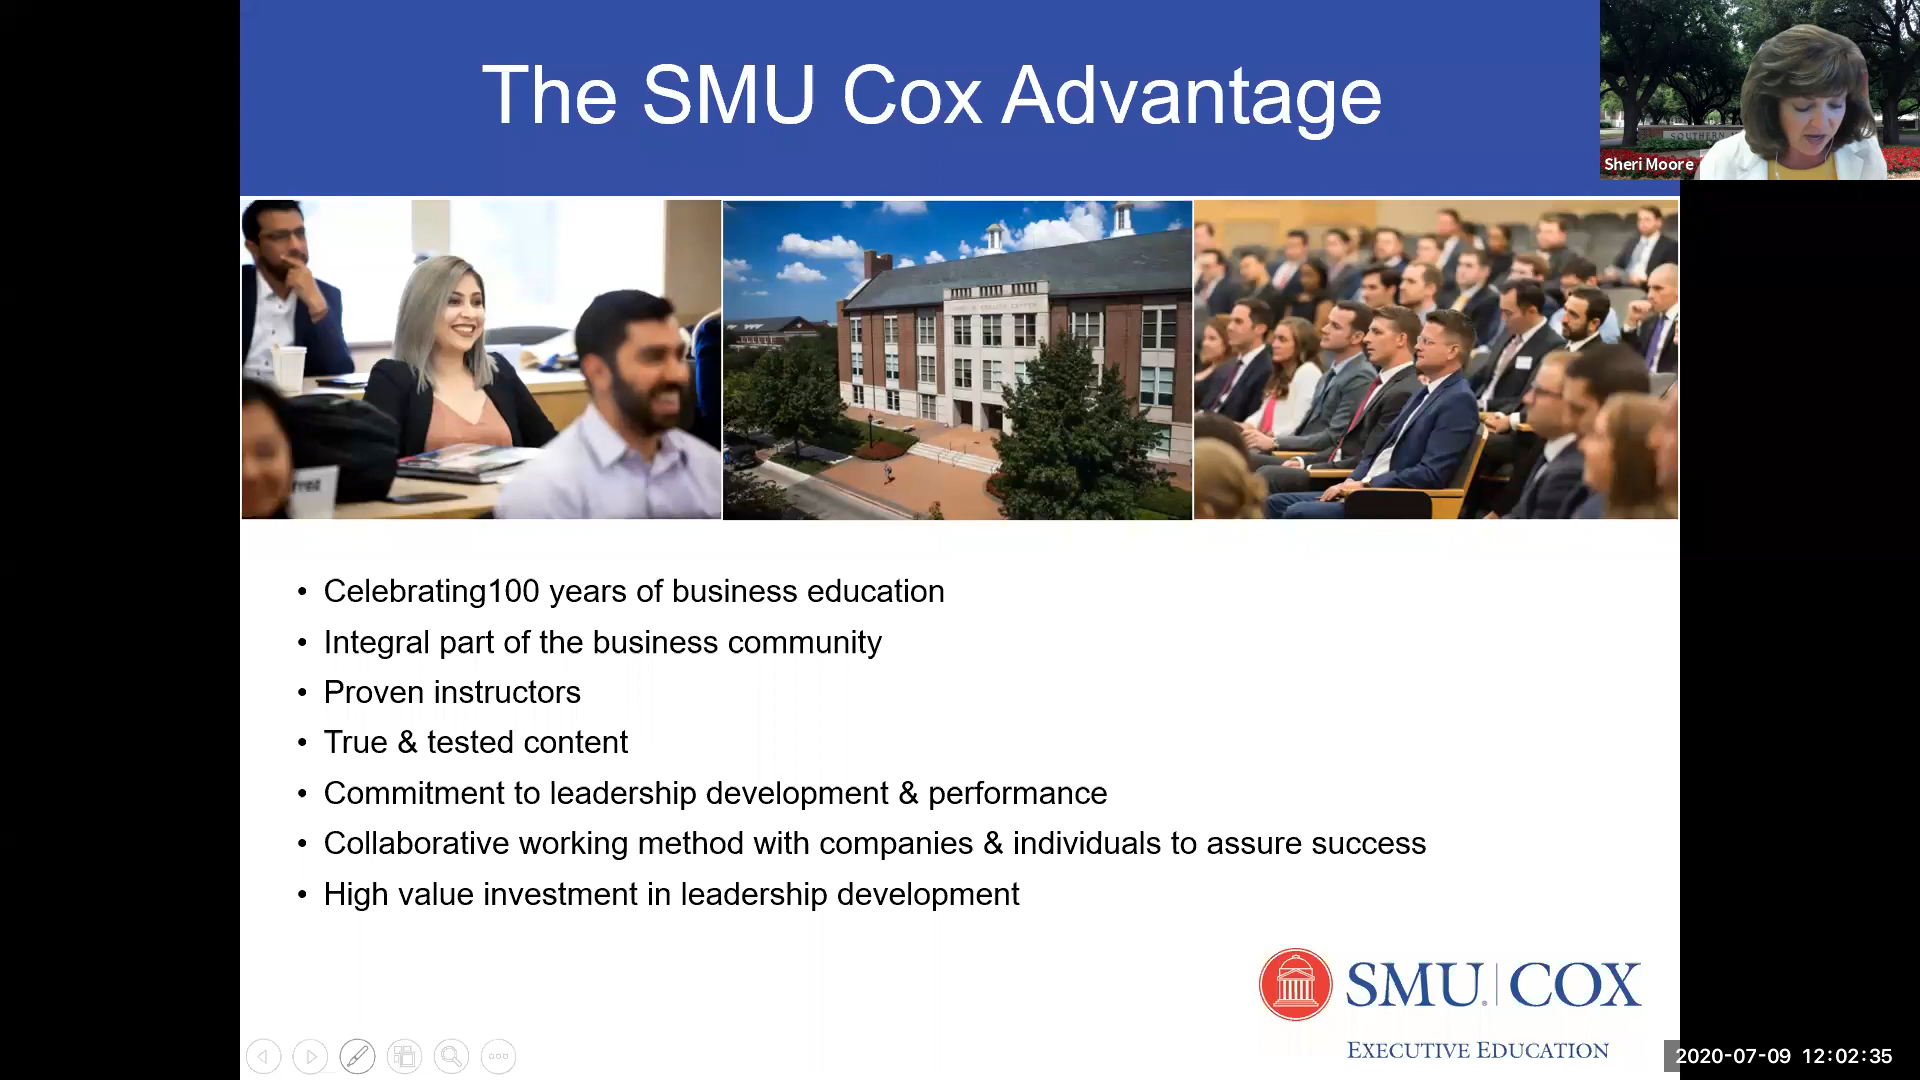 The SMU Cox Advantage
SOUTHERN
Sheri Moore
• Celebrating100 years of business education
• Integral part of the business community
• Proven instructors
• True & tested content
• Commitment to leadership development & performance
• Collaborative working method with companies & individuals to assure success
• High value investment in leadership development
SMU | COX
EXECUTIVE EDUCATION
2020-07-09 12:02:35